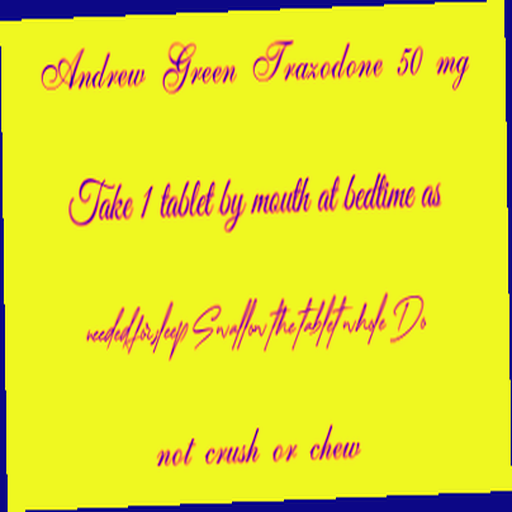 Andrew Green Trazodone 50 mg
Take 1 tablet by mouth at bedtime as
needed for sleep Swallow the tablet whole Do
not crush or chew